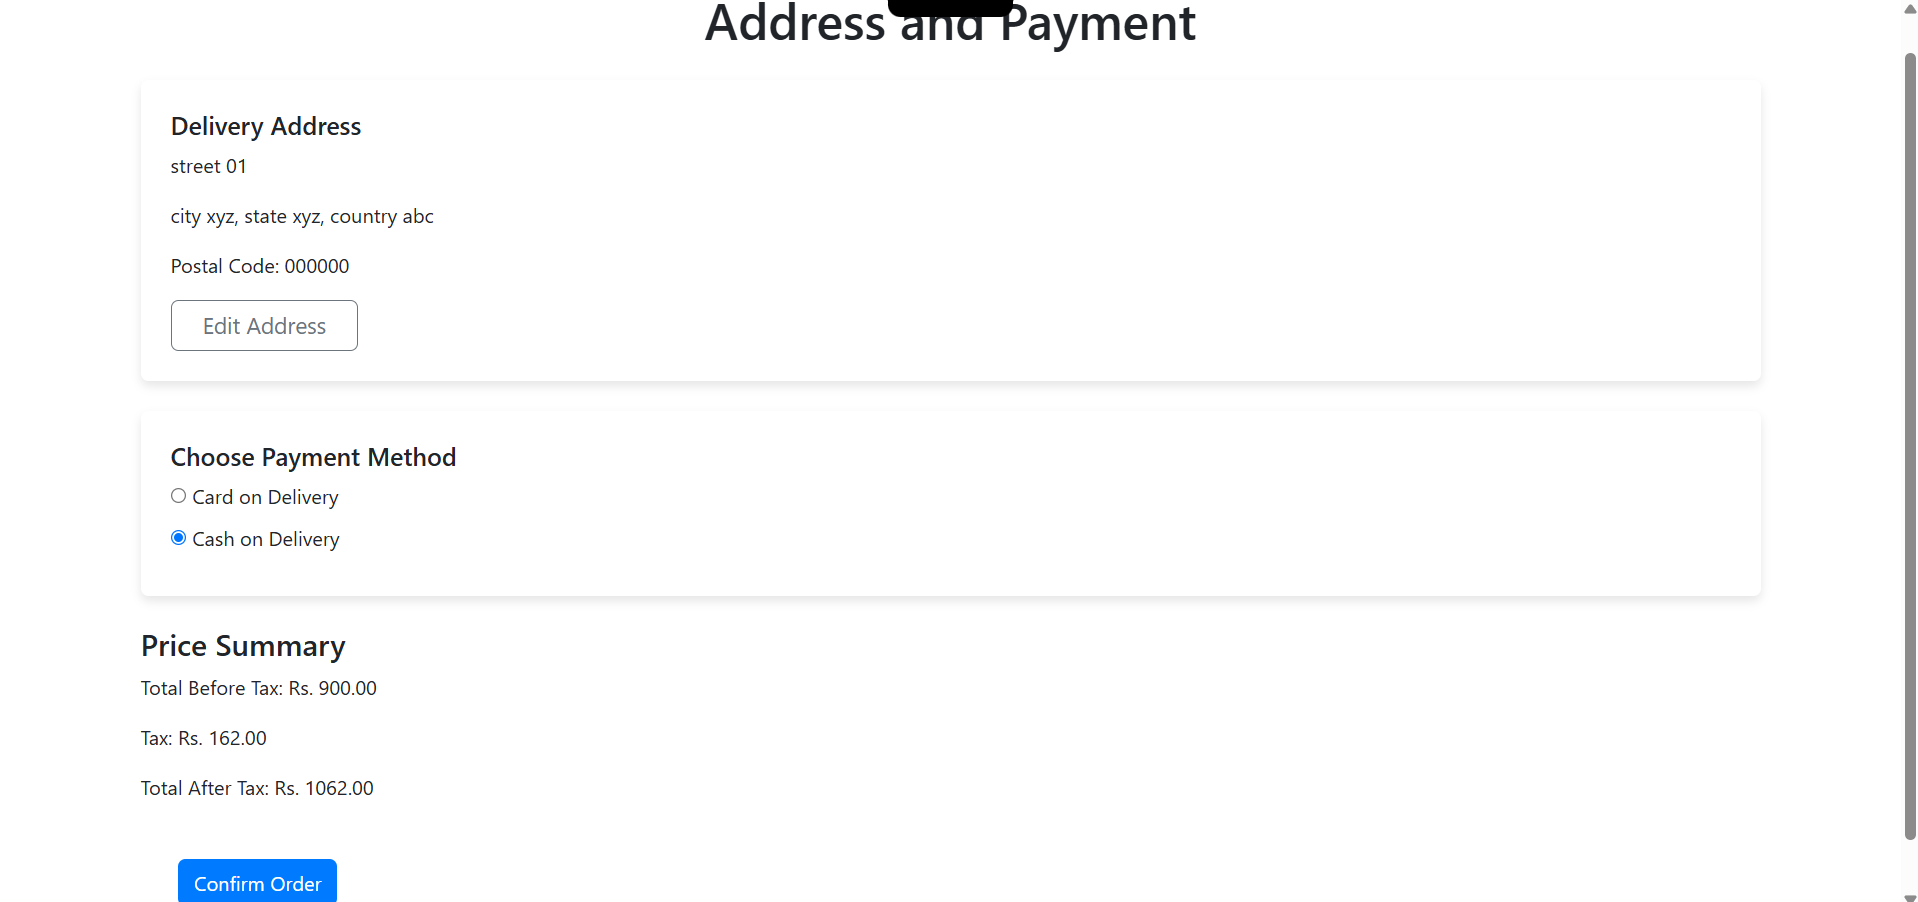 Address and Payment
Delivery Address
street 01
city xyz, state xyz, country abc
Postal Code: 000000
Edit Address
Choose Payment Method
Card on Delivery
Cash on Delivery
Price Summary
Total Before Tax: Rs. 900.00
Tax: Rs. 162.00
Total After Tax: Rs. 1062.00
Confirm Order